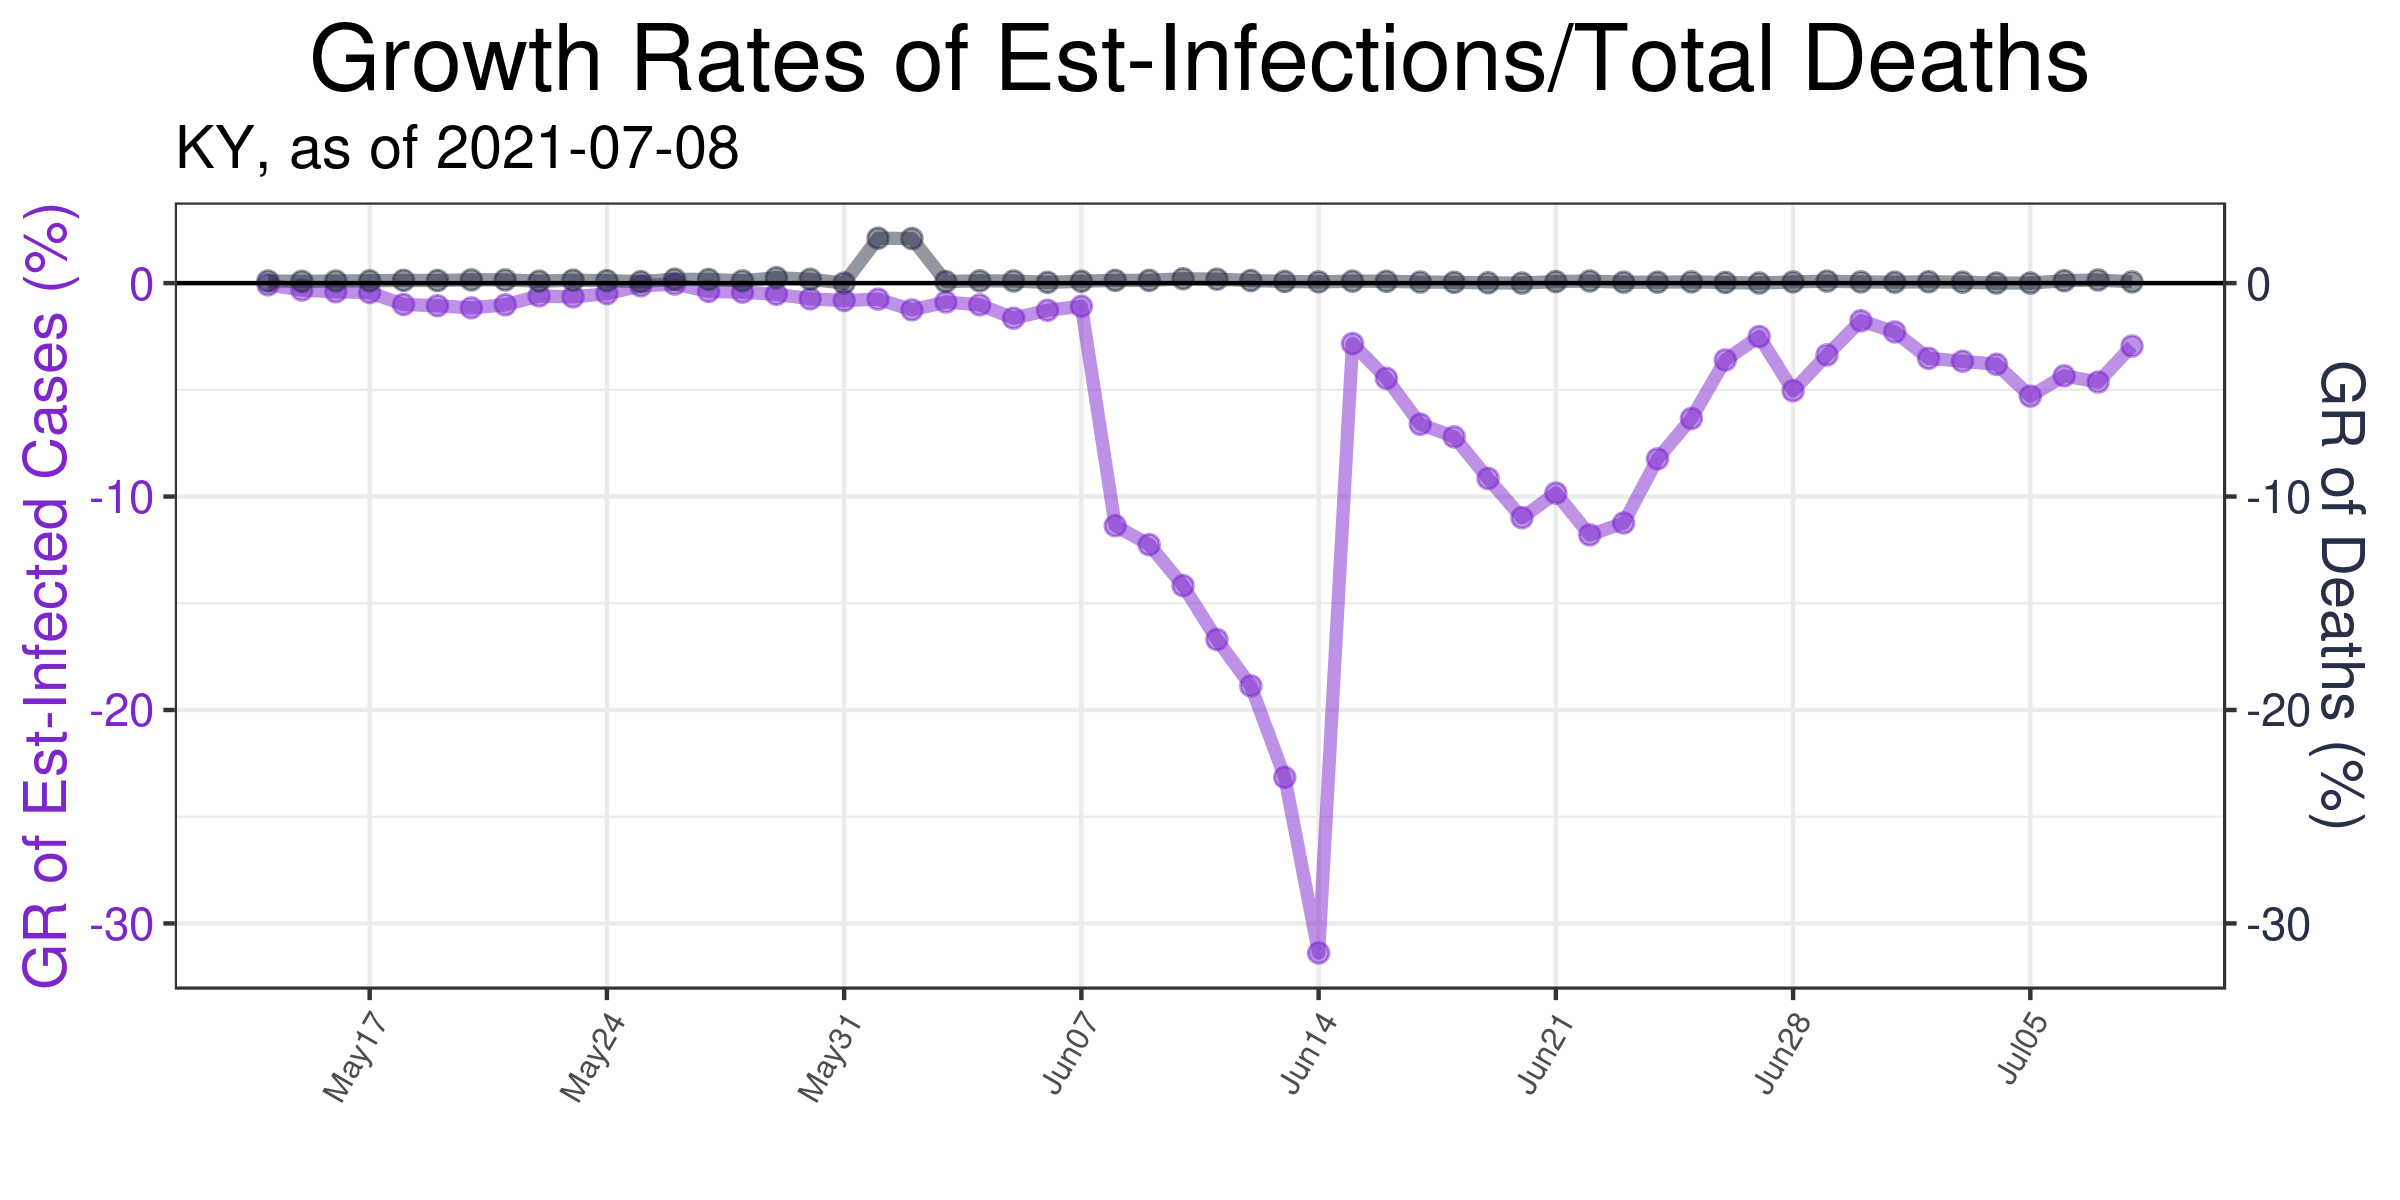 Growth Rates of Est-Infections/Total Deaths
KY, as of 2021-07-08
GR of Est-Infected Cases (%)
0
-10
-20
-30
0
-10
-20
-30
GR of Deaths (%)
May17
May24
May31
Jun07
Jun14
Jun21
Jun28
Jul05